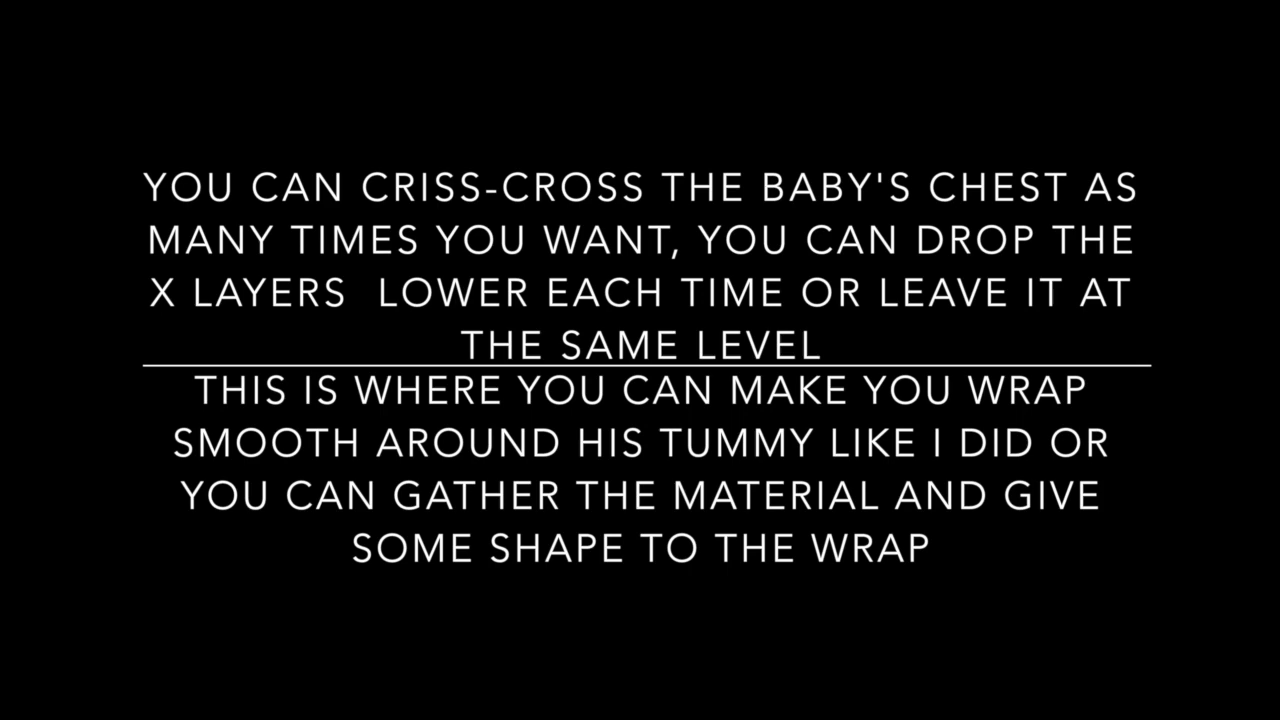 YOU CAN CRISS-CROSS THE BABY'S CHEST AS
MANY TIMES YOU WANT, YOU CAN DROP THE
X LAYERS  LOWER EACH TIME OR LEAVE IT AT
THE SAME LEVEL
THIS IS WHERE YOU CAN MAKE YOU WRAP
SMOOTH AROUND HIS TUMMY LIKE I DID OR
YOU CAN GATHER THE MATERIAL AND GIVE
SOME SHAPE TO THE WRAP